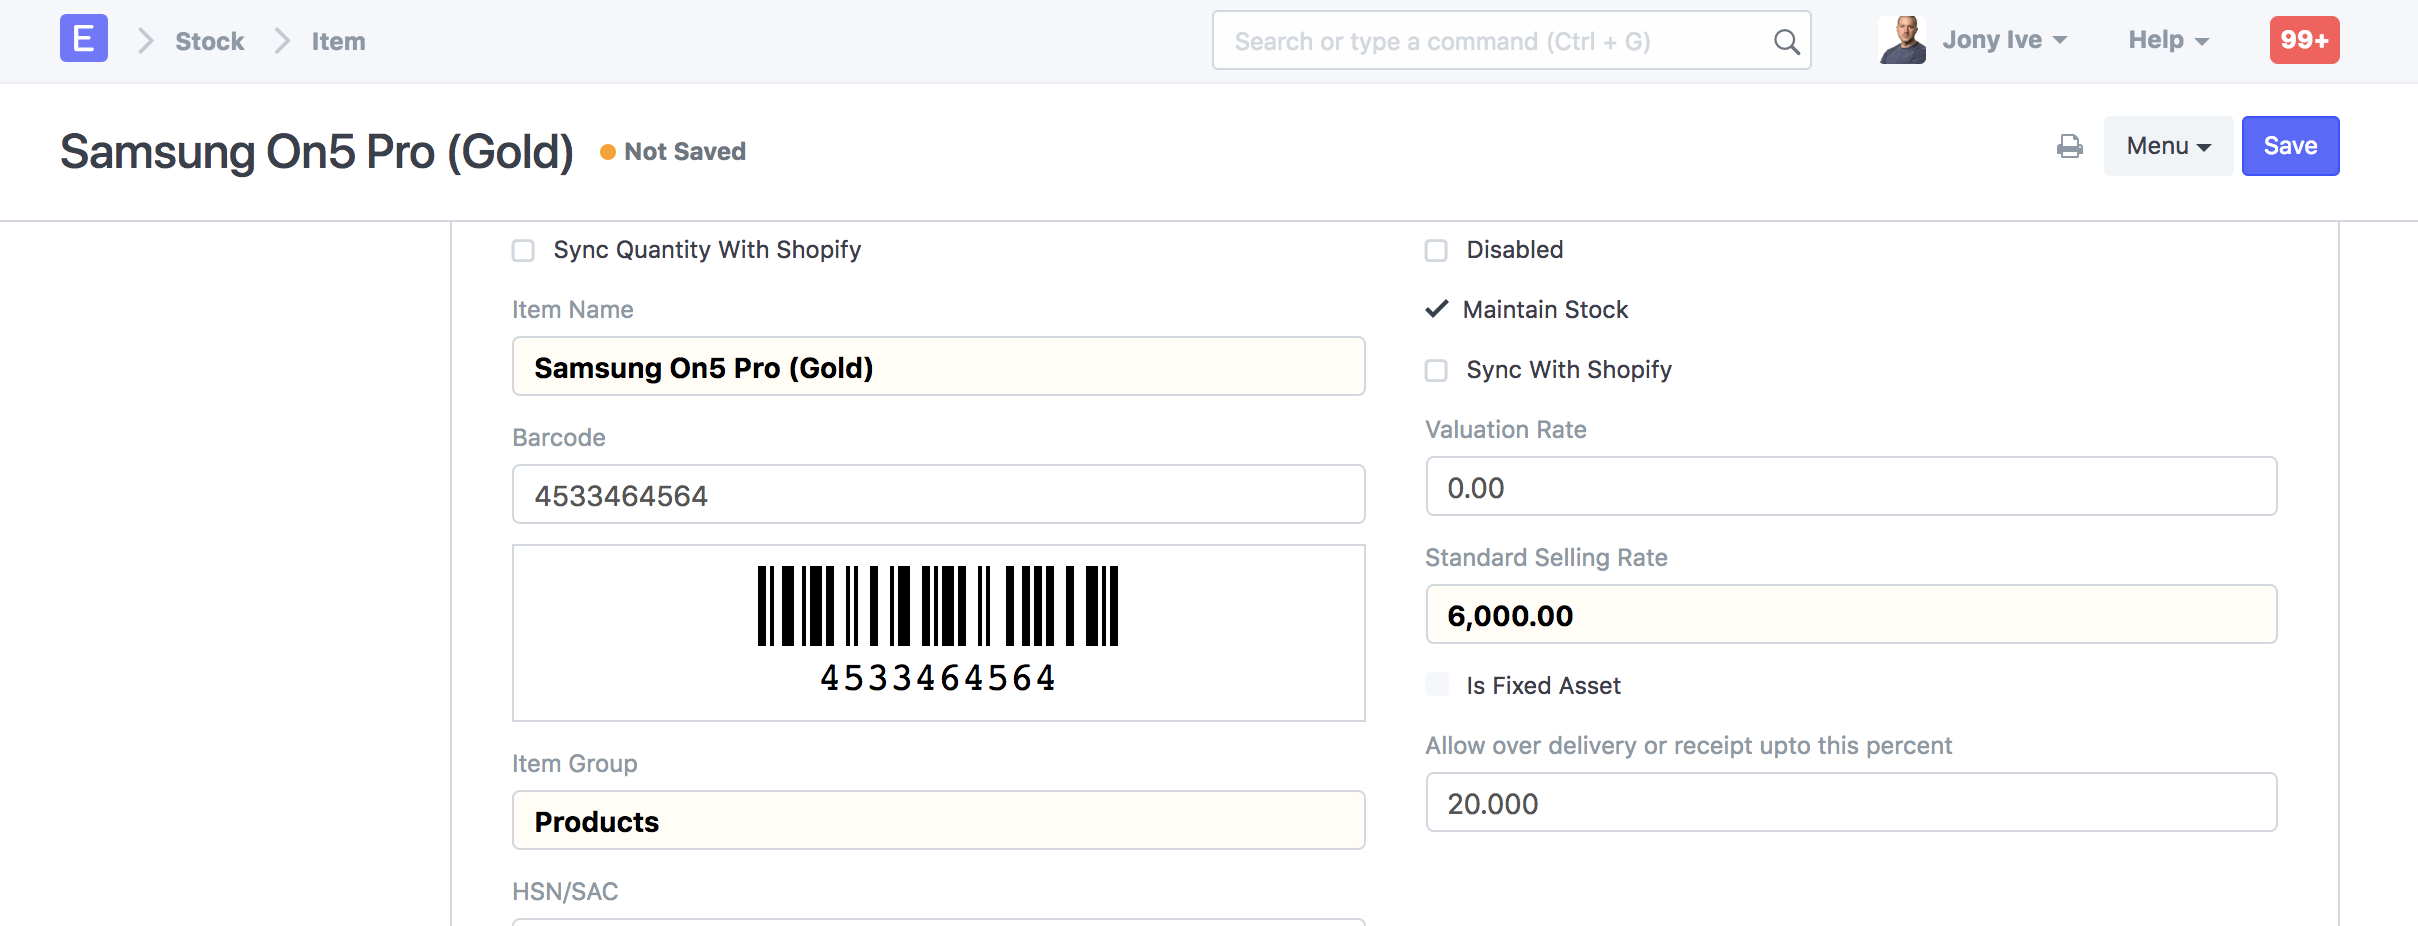 E Stock Item Search or type a command (Ctrl + G) Jony Ive Help 99+
Samsung On5 Pro (Gold) Not Saved Menu Save
Sync Quantity With Shopify
Item Name
Samsung On5 Pro (Gold)
Barcode
4533464564
4533464564
Item Group
Products
HSN/SAC
Disabled
Maintain Stock
Sync With Shopify
Valuation Rate
0.00
Standard Selling Rate
6,000.00
Is Fixed Asset
Allow over delivery or receipt upto this percent
20.000